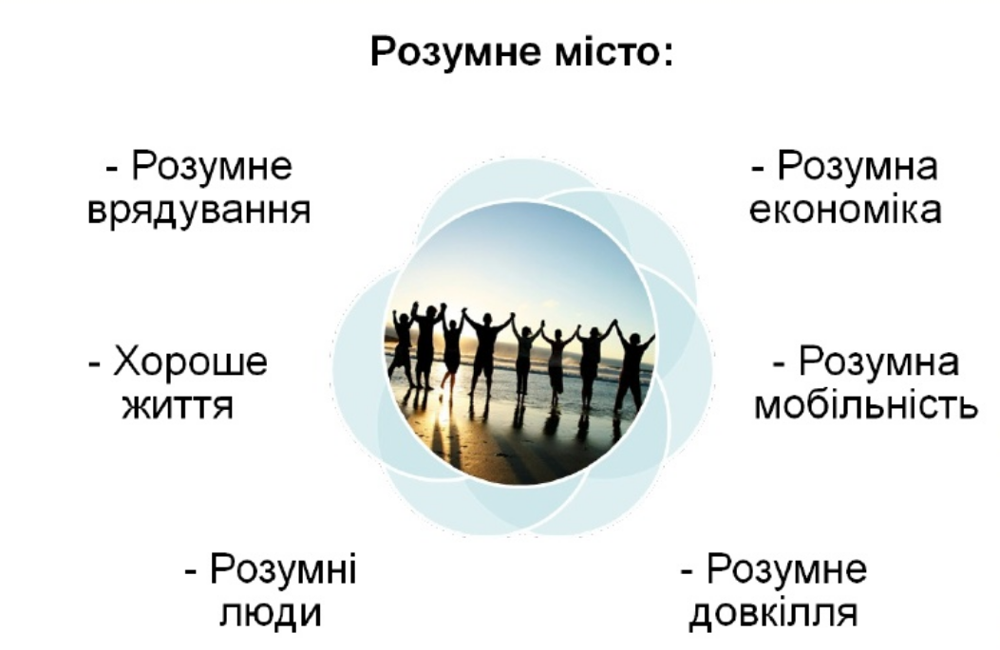 Розумне місто:
- Розумне
врядування
- Розумна
економіка
- Хороше
життя
- Розумна
мобільність
- Розумні
люди
- Розумне
довкілля